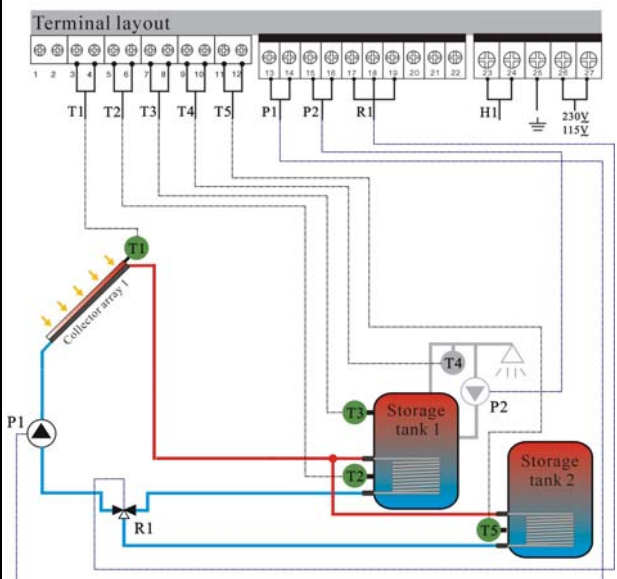 Terminal layout
1 2 3 4 5 6 7 8 9 10 11 12 13 14 15 16 17 18 19 20 21 22 23 24 25 26 27
T1 T2 T3 T4 T5 P1 P2 R1 H1
230V
115V
T1
Collector array 1
T4
P1
T3
Storage
tank 1
P2
T2
Storage
tank 2
R1
T5